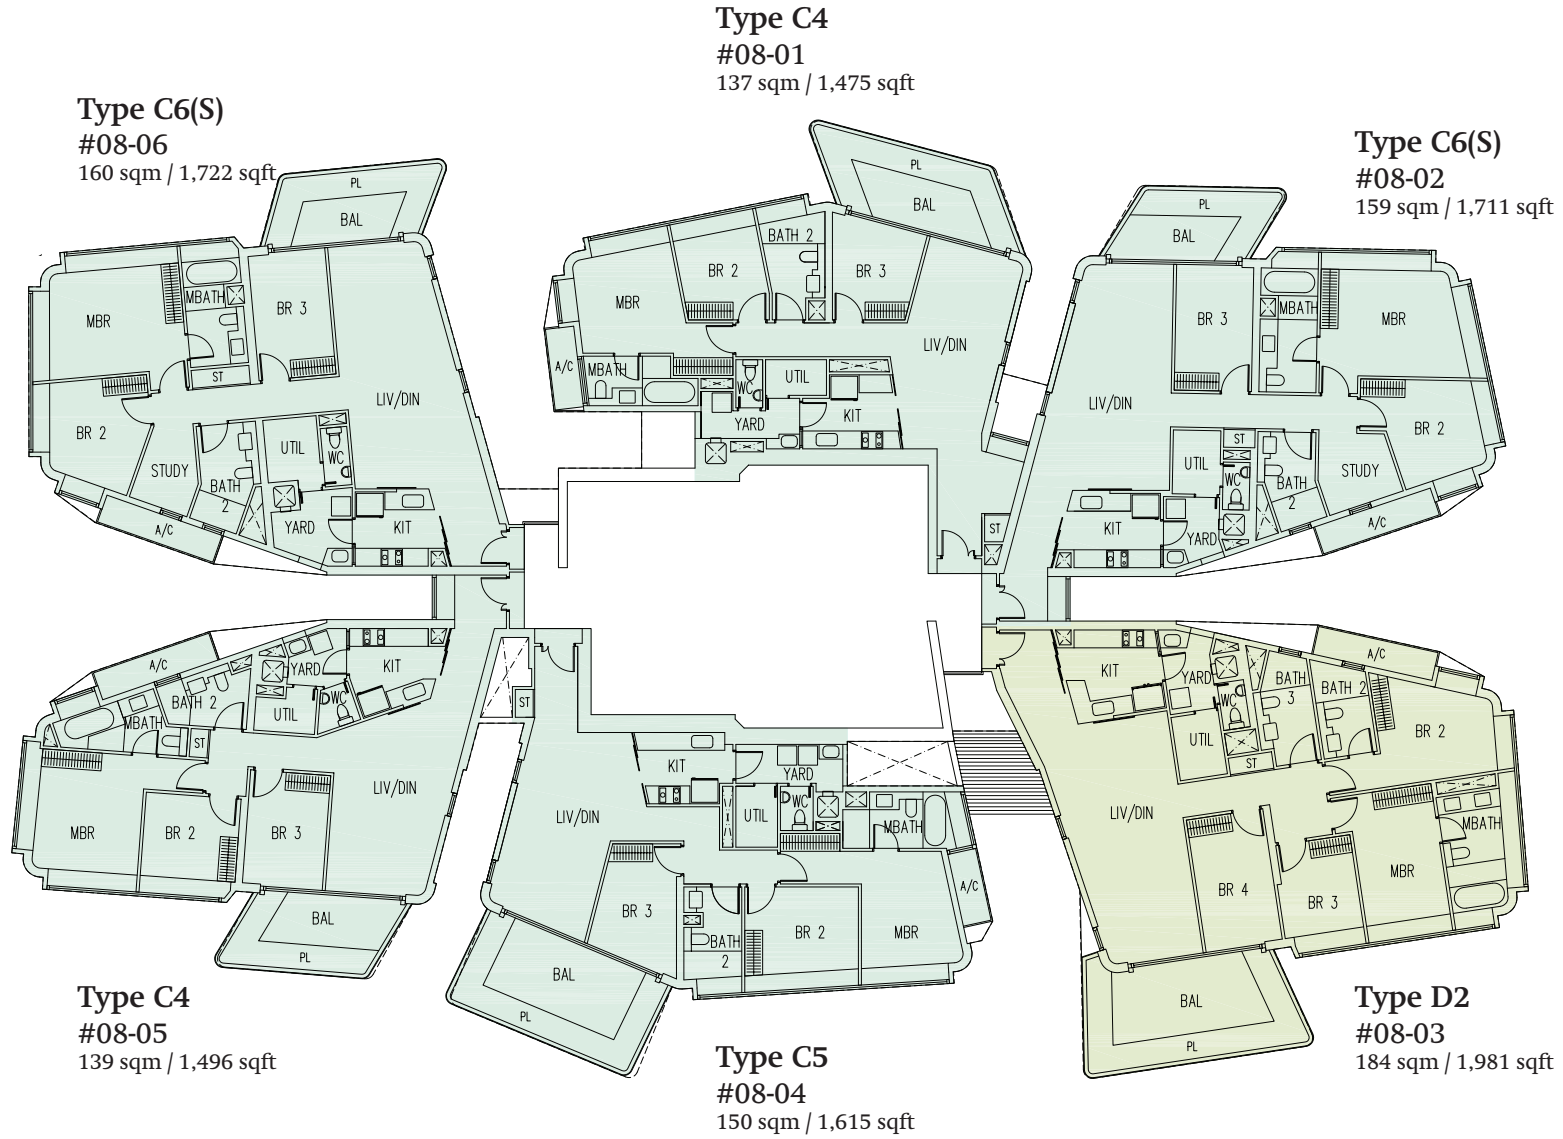 Type C4
#08-01
137 sqm / 1,475 sqft
Type C6(S)
#08-06
160 sqm / 1,722 sqft
Type C6(S)
#08-02
159 sqm / 1,711 sqft
PL
BAL
MBR
MBATH
BR 3
ST
LIV/DIN
BR 2
STUDY
BATH
2
UTIL
WC
YARD
KIT
A/C
PL
BAL
BATH 2
BR 2
BR 3
MBR
LIV/DIN
A/C
MBATH
WC
UTIL
YARD
KIT
ST
PL
BAL
BR 3
MBATH
MBR
LIV/DIN
BR 2
ST
UTIL
WC
BATH
2
STUDY
KIT
YARD
A/C
A/C
YARD
KIT
BATH 2
WC
MBATH
UTIL
ST
LIV/DIN
MBR
BR 2
BR 3
BAL
PL
ST
KIT
YARD
LIV/DIN
UTIL
WC
MBATH
A/C
BR 3
BATH
2
BR 2
MBR
BAL
PL
A/C
KIT
YARD
BATH
3
BATH 2
WC
UTIL
ST
BR 2
LIV/DIN
MBATH
MBR
BR 4
BR 3
BAL
PL
Type C4
#08-05
139 sqm / 1,496 sqft
Type C5
#08-04
150 sqm / 1,615 sqft
Type D2
#08-03
184 sqm / 1,981 sqft